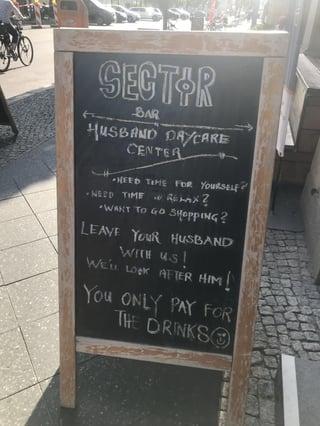 SECTOR
BAR
HUSBAND DAYCARE
CENTER
• NEED TIME FOR YOURSELF?
• NEED TIME TO RELAX?
• WANT TO GO SHOPPING?
LEAVE YOUR HUSBAND
WITH US!
WE'LL LOOK AFTER HIM!
YOU ONLY PAY FOR
THE DRINKS☺